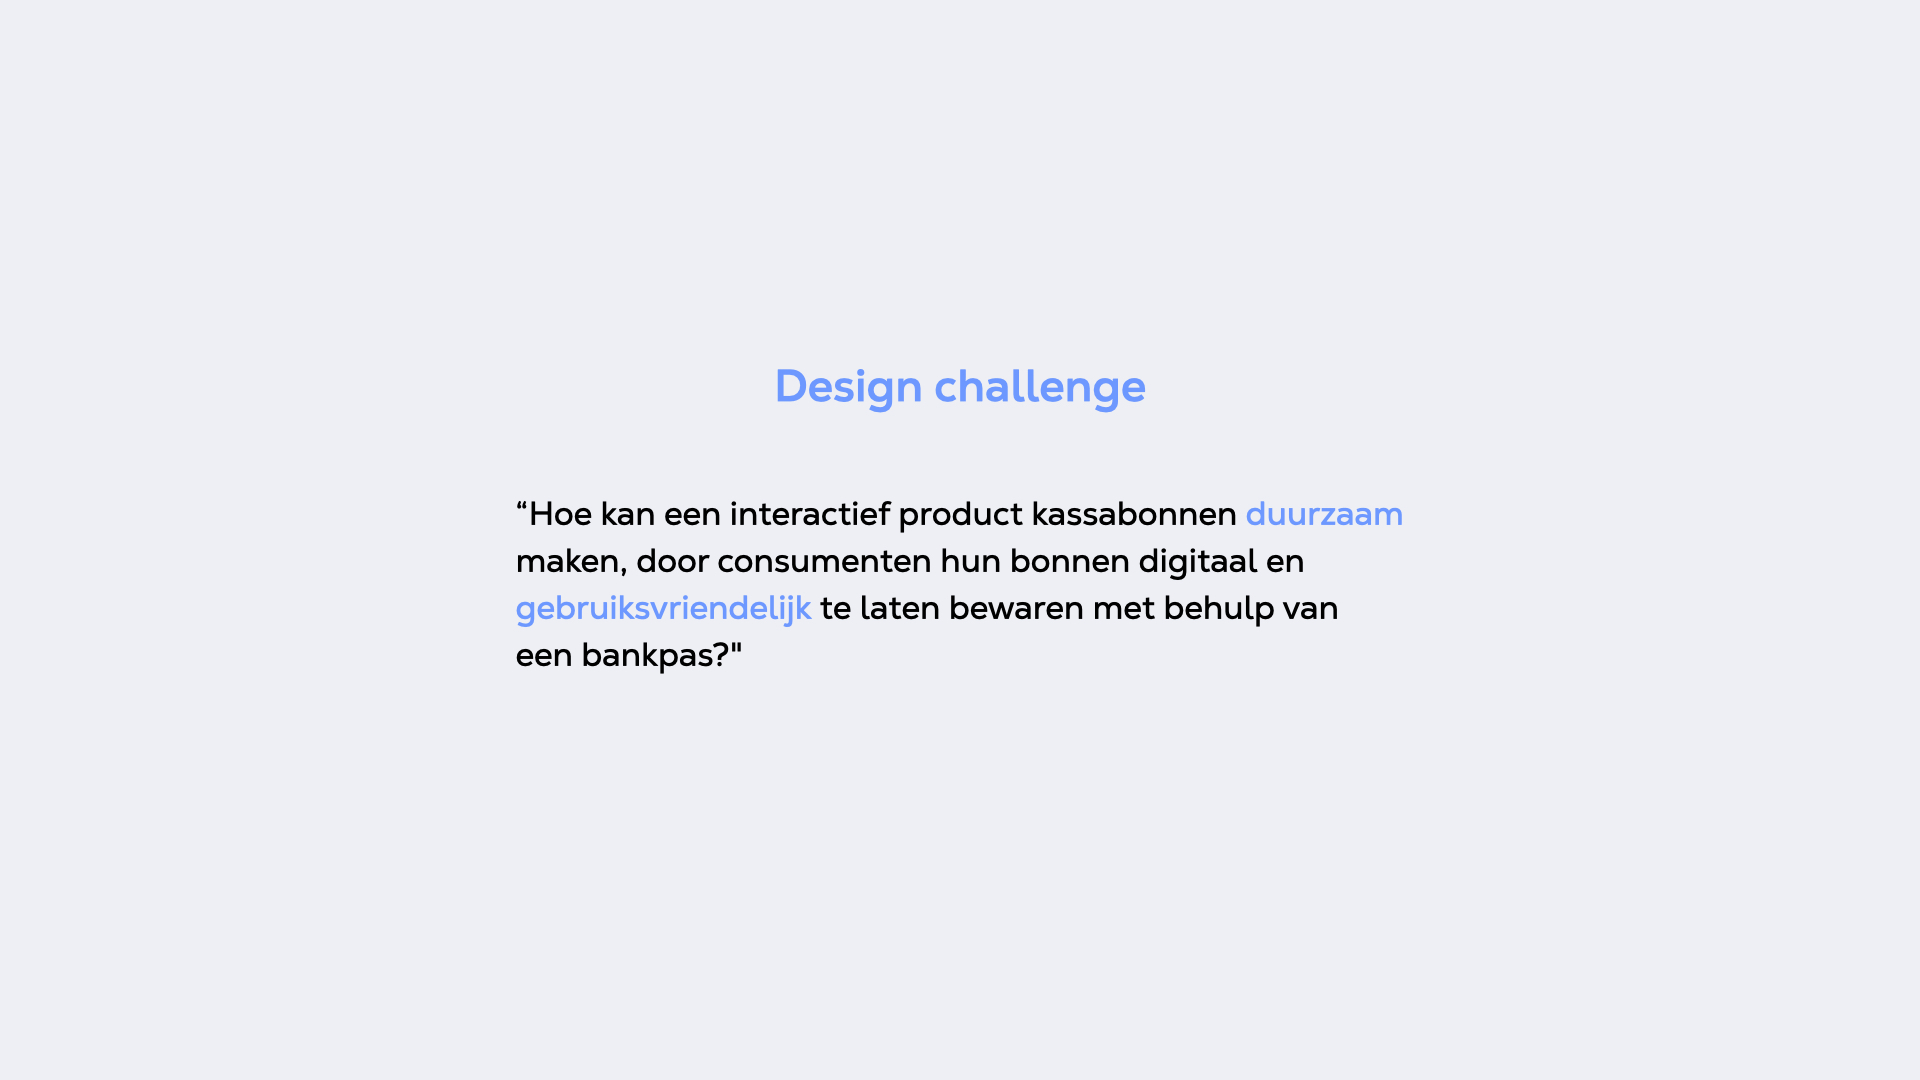 Design challenge
“Hoe kan een interactief product kassabonnen duurzaam
maken, door consumenten hun bonnen digitaal en
gebruiksvriendelijk te laten bewaren met behulp van
een bankpas?"